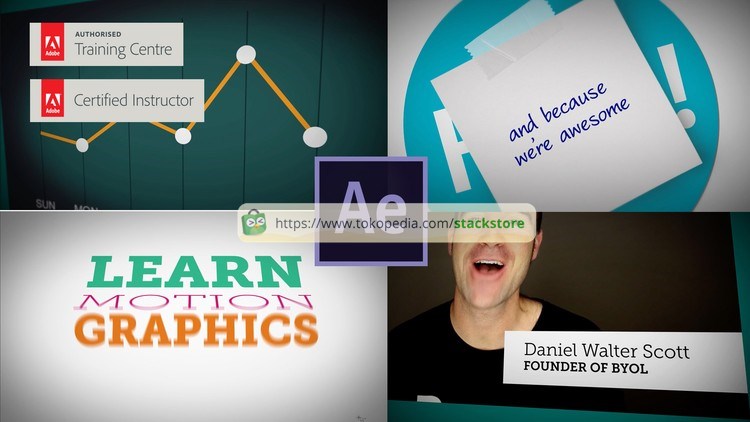 AUTHORISED
Training Centre
Adobe
Certified Instructor
Adobe
SUN
MON
and because
we're awesome
!
Ae
https://www.tokopedia.com/stackstore
LEARN
MOTION
GRAPHICS
Daniel Walter Scott
FOUNDER OF BYOL